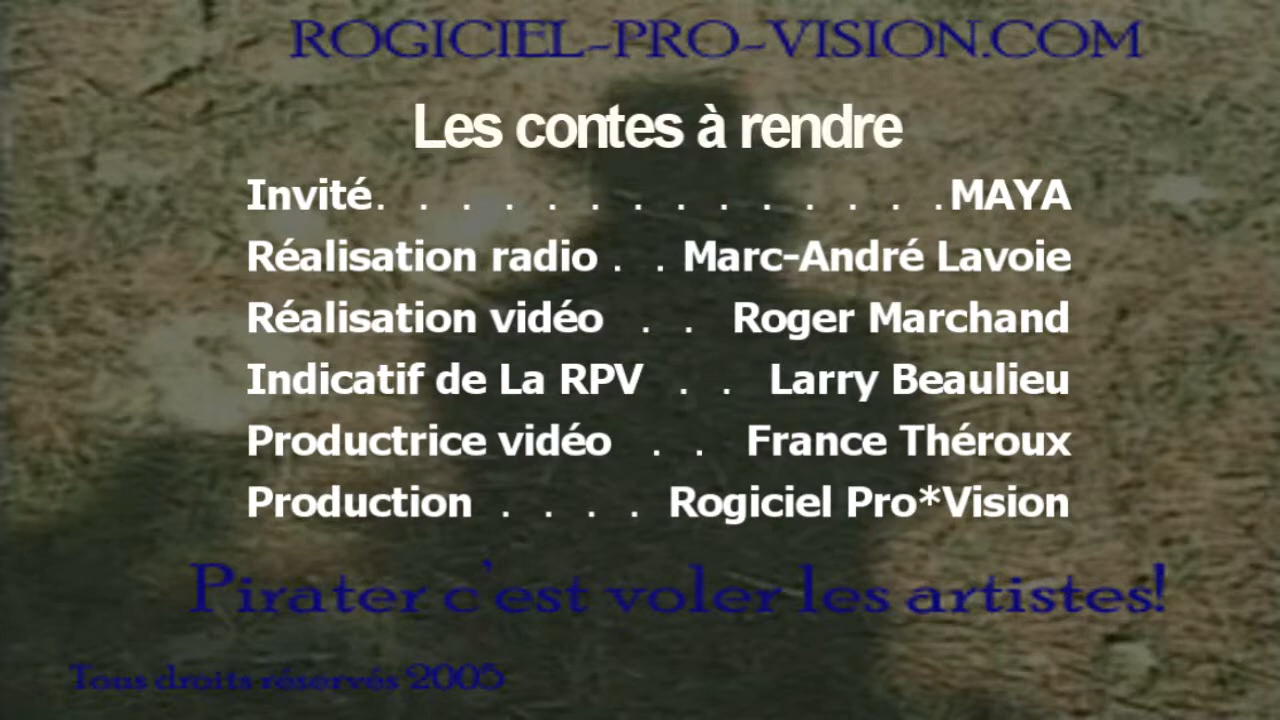 ROGICIEL-PRO-VISION.COM
Les contes à rendre
Invité. . . . . . . . . . . . . .MAYA
Réalisation radio . . Marc-André Lavoie
Réalisation vidéo . . Roger Marchand
Indicatif de La RPV . . Larry Beaulieu
Productrice vidéo . . France Théroux
Production . . . . Rogiciel Pro*Vision
Pirater c'est voler les artistes!
Tous droits réservés 2005